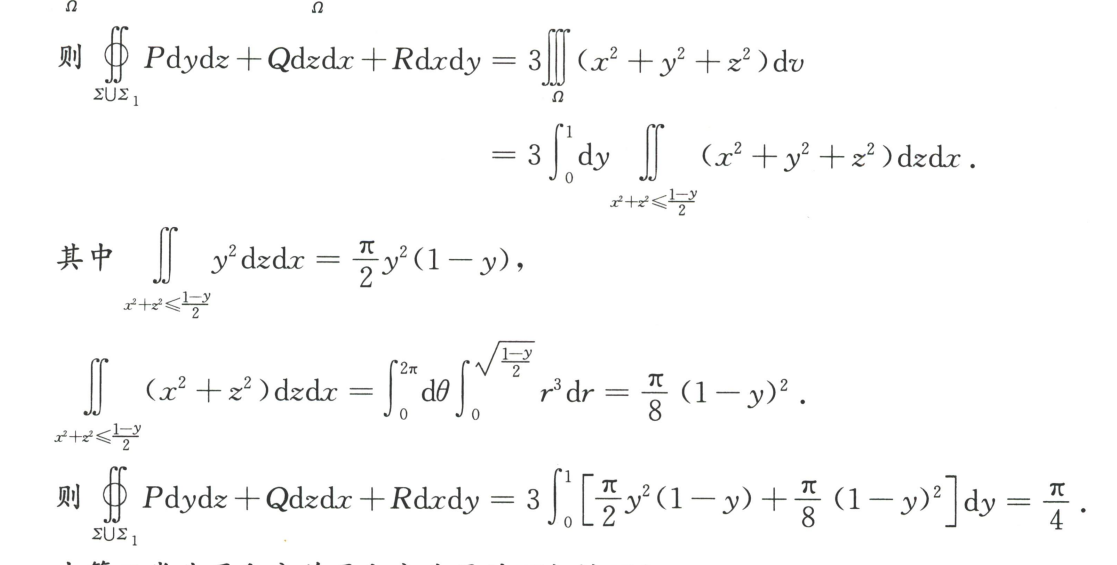 Ω Ω
则 ∯_{Σ∪Σ₁} Pdydz+Qdzdx+Rdxdy = 3∭_Ω (x²+y²+z²)dv
= 3∫₀¹dy ∬_{x²+z²≤(1−y)/2} (x²+y²+z²)dzdx.
其中 ∬_{x²+z²≤(1−y)/2} y²dzdx = π/2 y²(1−y),
∬_{x²+z²≤(1−y)/2} (x²+z²)dzdx = ∫₀^{2π}dθ∫₀^{√((1−y)/2)} r³dr = π/8 (1−y)².
则 ∯_{Σ∪Σ₁} Pdydz+Qdzdx+Rdxdy = 3∫₀¹[π/2 y²(1−y)+π/8 (1−y)²]dy = π/4.